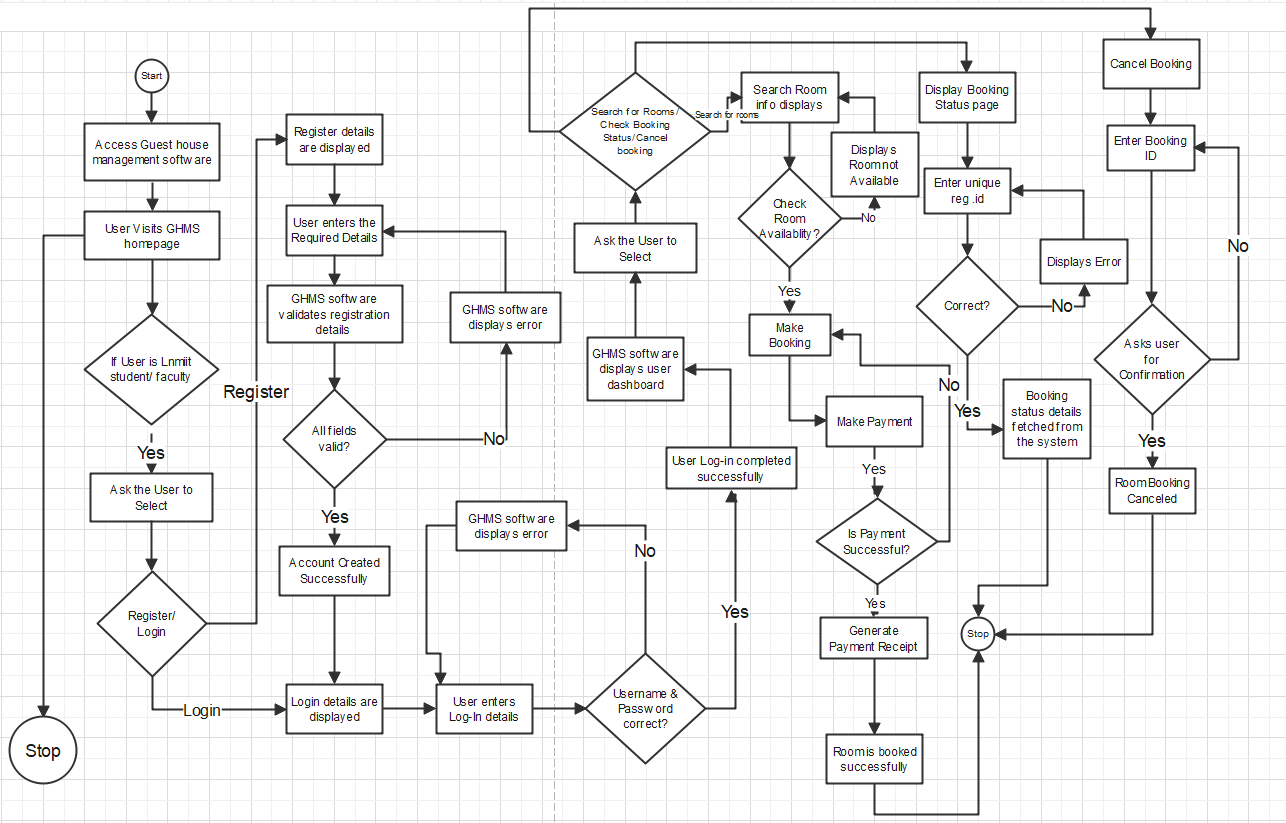 Start
Access Guest house
management software
User Visits GHMS
homepage
If User is Lnmiit
student/ faculty
Yes
Ask the User to
Select
Register/
Login
Register
Login
Stop
Register details
are displayed
User enters the
Required Details
GHMS software
validates registration
details
All fields
valid?
No
GHMS software
displays error
Yes
Account Created
Successfully
Login details are
displayed
User enters
Log-In details
Username &
Password
correct?
No
GHMS software
displays error
Yes
User Log-in completed
successfully
GHMS software
displays user
dashboard
Ask the User to
Select
Search for Rooms/
Check Booking
Status/Cancel
booking
Search for rooms
Search Room
info displays
Check
Room
Availablity?
No
Displays
Room not
Available
Yes
Make
Booking
Make Payment
Yes
Is Payment
Successful?
No
Yes
Generate
Payment Receipt
Room is booked
successfully
Display Booking
Status page
Enter unique
reg .id
Correct?
No
Displays Error
Yes
Booking
status details
fetched from
the system
Stop
Cancel Booking
Enter Booking
ID
Asks user
for
Confirmation
No
Yes
Room Booking
Canceled